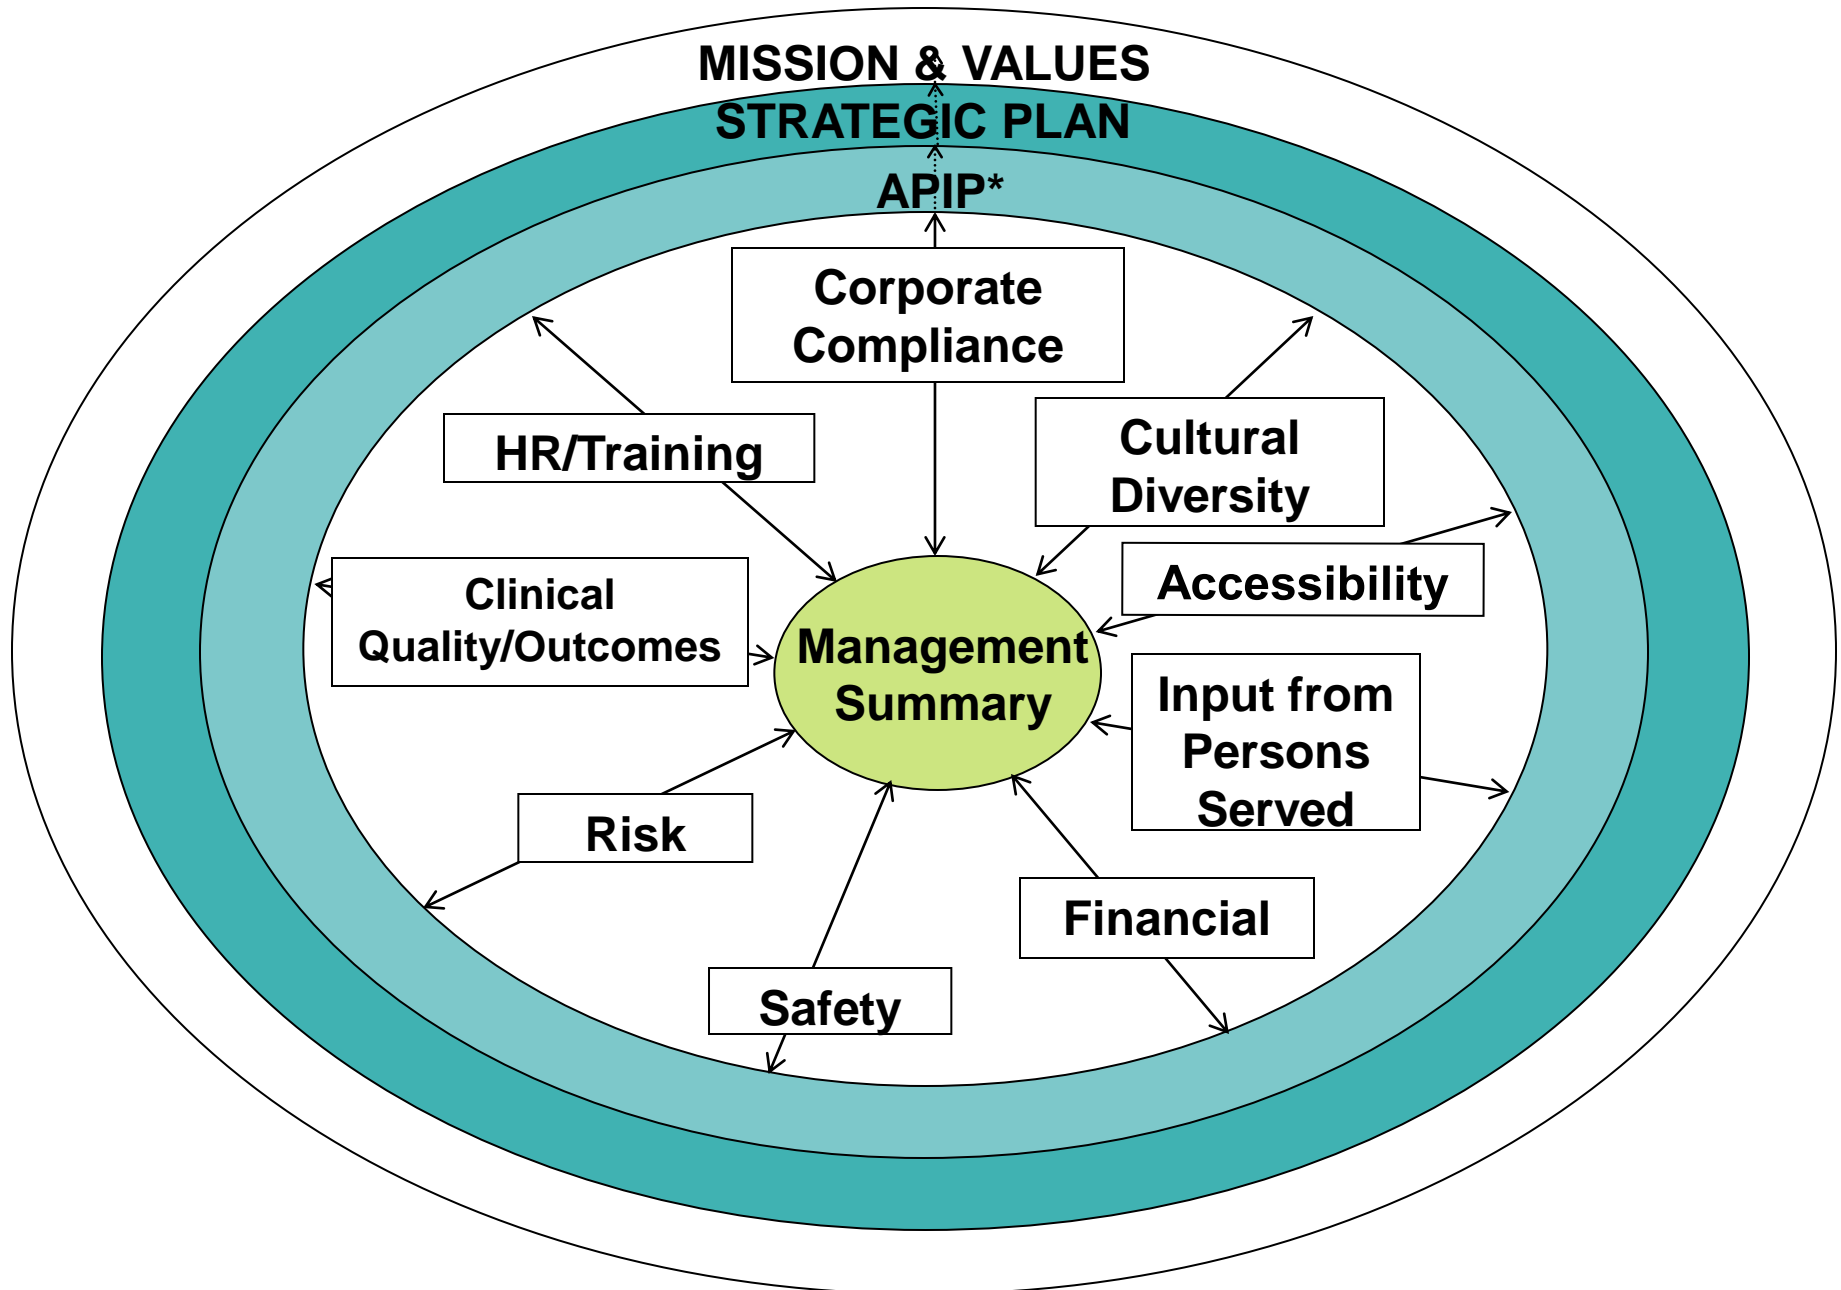 MISSION & VALUES
STRATEGIC PLAN
APIP*
Corporate
Compliance
HR/Training
Cultural
Diversity
Accessibility
Clinical
Quality/Outcomes
Management
Summary
Input from
Persons
Served
Risk
Financial
Safety